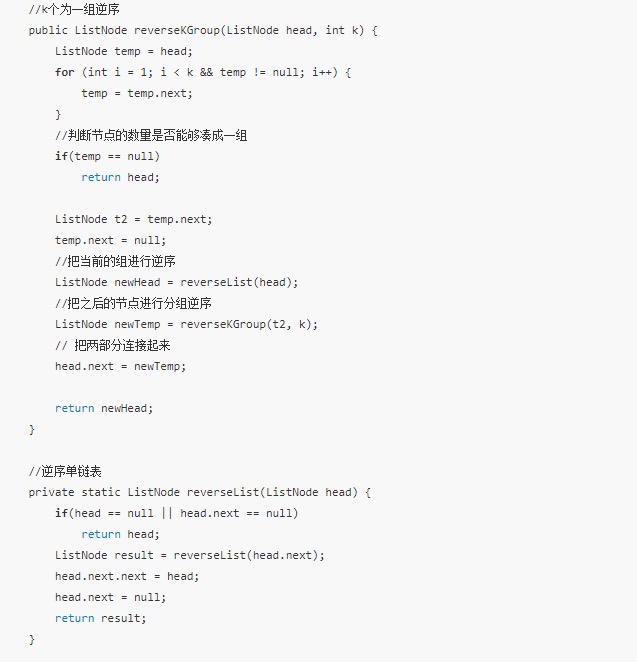 //k个为一组逆序
public ListNode reverseKGroup(ListNode head, int k) {
    ListNode temp = head;
    for (int i = 1; i < k && temp != null; i++) {
        temp = temp.next;
    }
    //判断节点的数量是否能够凑成一组
    if(temp == null)
        return head;

    ListNode t2 = temp.next;
    temp.next = null;
    //把当前的组进行逆序
    ListNode newHead = reverseList(head);
    //把之后的节点进行分组逆序
    ListNode newTemp = reverseKGroup(t2, k);
    // 把两部分连接起来
    head.next = newTemp;

    return newHead;
}

//逆序单链表
private static ListNode reverseList(ListNode head) {
    if(head == null || head.next == null)
        return head;
    ListNode result = reverseList(head.next);
    head.next.next = head;
    head.next = null;
    return result;
}